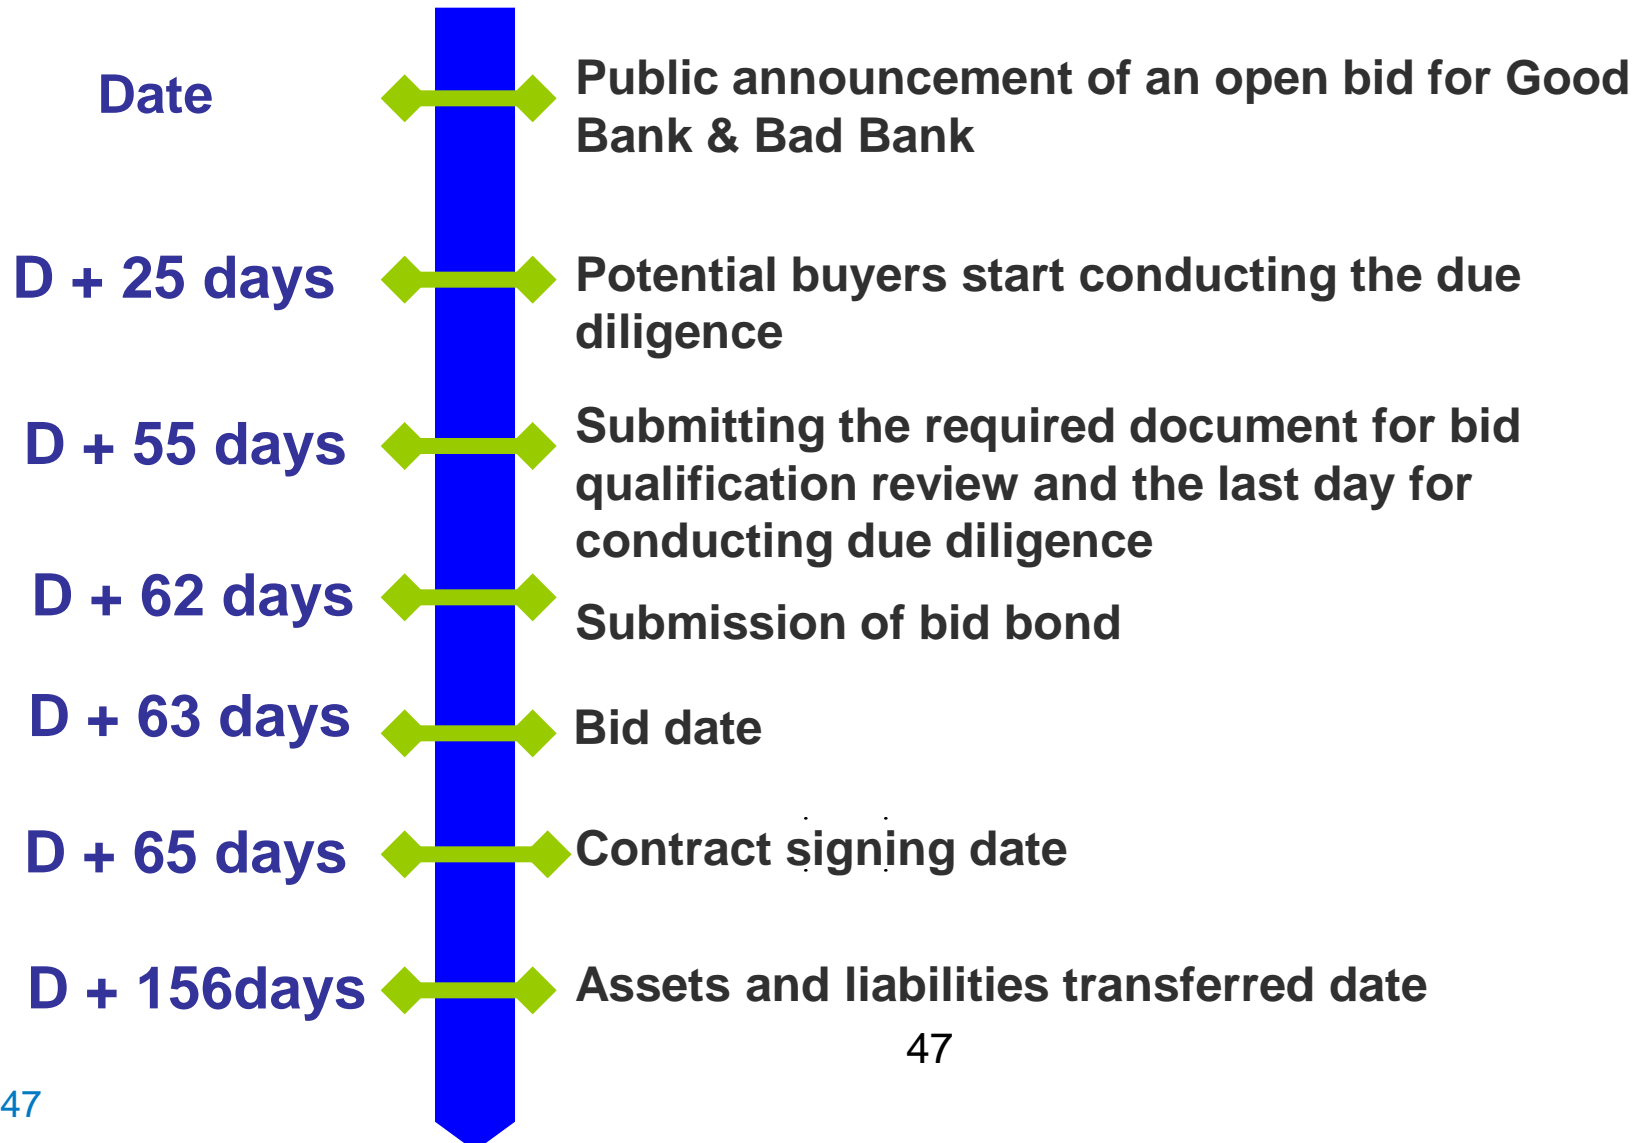 Date
Public announcement of an open bid for Good
Bank & Bad Bank
D + 25 days
Potential buyers start conducting the due
diligence
D + 55 days
Submitting the required document for bid
qualification review and the last day for
conducting due diligence
D + 62 days
Submission of bid bond
D + 63 days
Bid date
D + 65 days
Contract signing date
D + 156days
Assets and liabilities transferred date
47
47